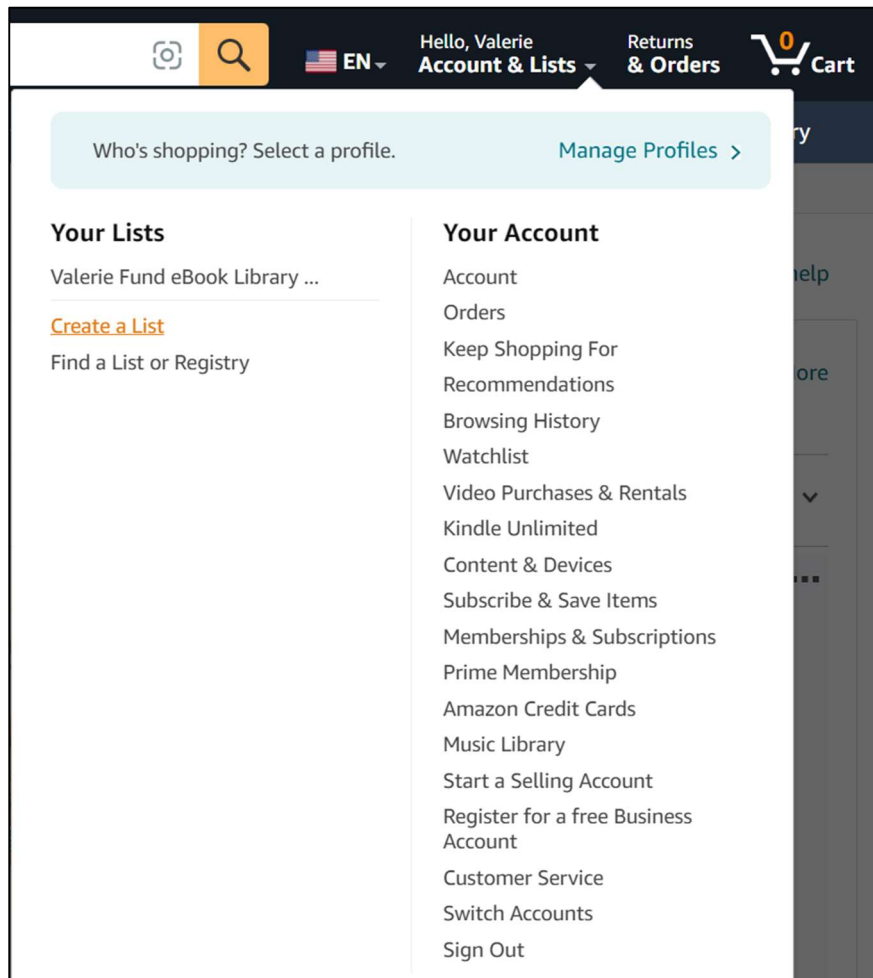 Hello, Valerie
Returns
0
EN
Account & Lists
& Orders
Cart
ry
Who's shopping? Select a profile.
Manage Profiles >
Your Lists
Valerie Fund eBook Library ...
Create a List
Find a List or Registry
Your Account
Account
Orders
Keep Shopping For
Recommendations
Browsing History
Watchlist
Video Purchases & Rentals
Kindle Unlimited
Content & Devices
Subscribe & Save Items
Memberships & Subscriptions
Prime Membership
Amazon Credit Cards
Music Library
Start a Selling Account
Register for a free Business
Account
Customer Service
Switch Accounts
Sign Out
help
ore